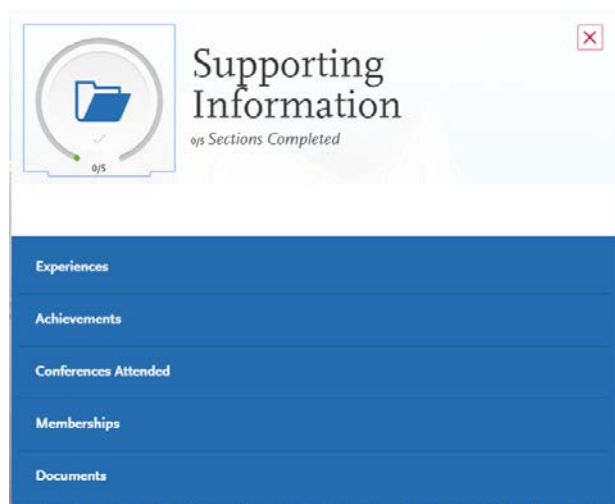 Supporting
Information
0/5 Sections Completed
0/5
Experiences
Achievements
Conferences Attended
Memberships
Documents